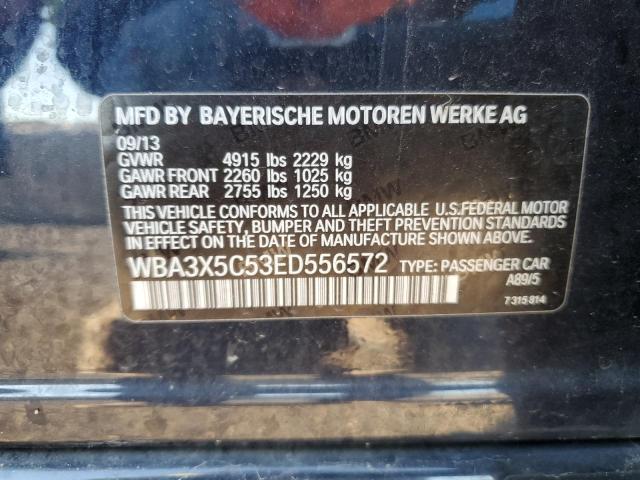 MFD BY BAYERISCHE MOTOREN WERKE AG
09/13
GVWR 4915 lbs 2229 kg
GAWR FRONT 2260 lbs 1025 kg
GAWR REAR 2755 lbs 1250 kg
THIS VEHICLE CONFORMS TO ALL APPLICABLE U.S.FEDERAL MOTOR
VEHICLE SAFETY, BUMPER AND THEFT PREVENTION STANDARDS
IN EFFECT ON THE DATE OF MANUFACTURE SHOWN ABOVE.
WBA3X5C53ED556572 TYPE: PASSENGER CAR
A89/5
7 315 814